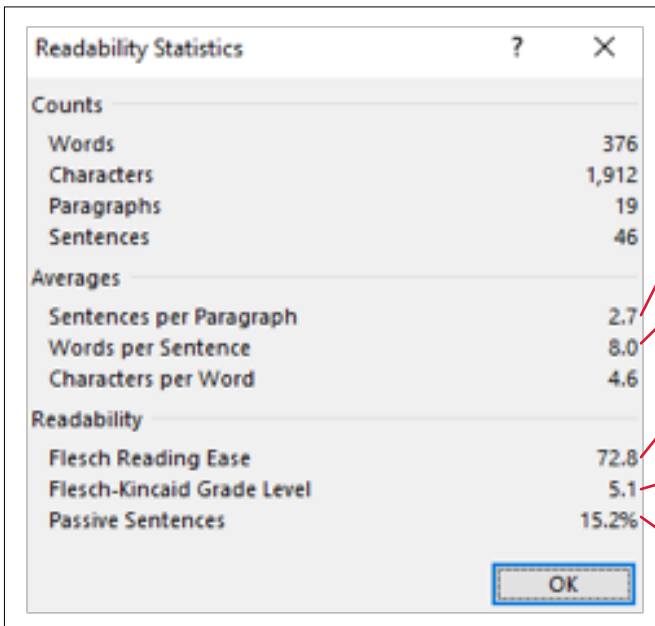 Readability Statistics ? ×
Counts
Words 376
Characters 1,912
Paragraphs 19
Sentences 46
Averages
Sentences per Paragraph 2.7
Words per Sentence 8.0
Characters per Word 4.6
Readability
Flesch Reading Ease 72.8
Flesch-Kincaid Grade Level 5.1
Passive Sentences 15.2%
OK